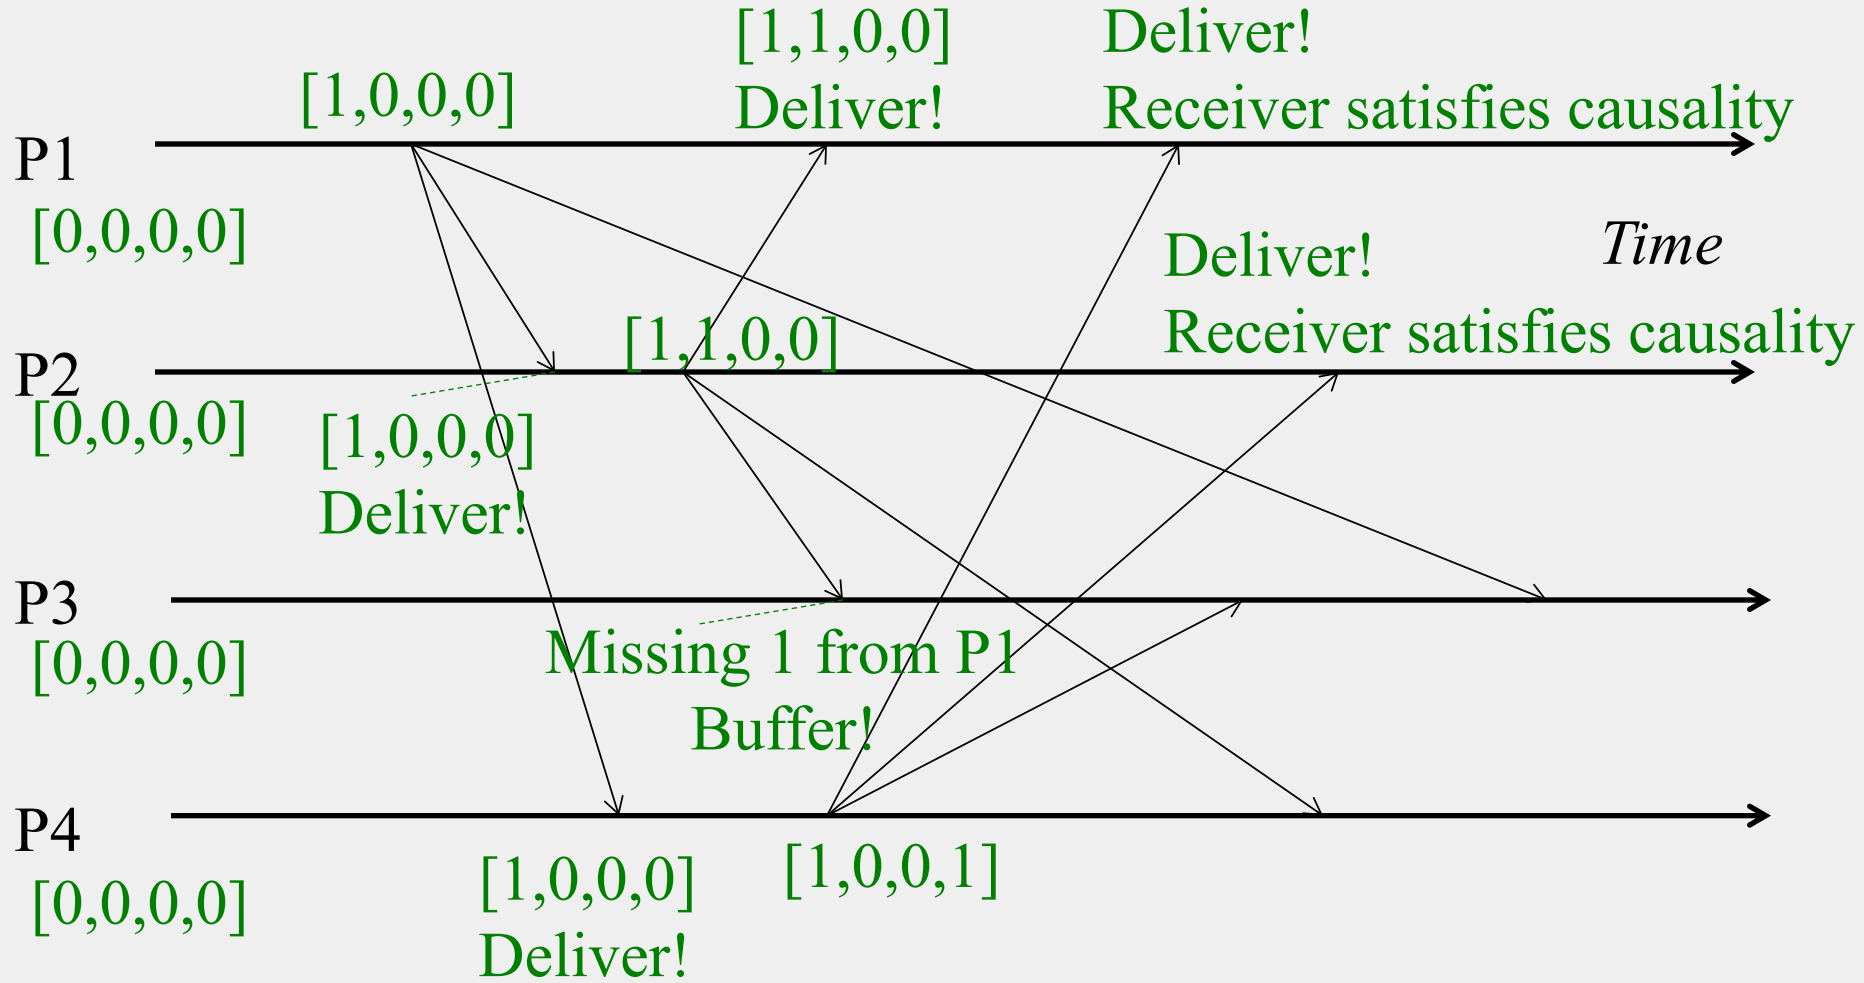 [1,1,0,0]
Deliver!
Deliver!
Receiver satisfies causality
[1,0,0,0]
P1
[0,0,0,0]
Time
Deliver!
Receiver satisfies causality
[1,1,0,0]
P2
[0,0,0,0]
[1,0,0,0]
Deliver!
P3
[0,0,0,0]
Missing 1 from P1
Buffer!
P4
[0,0,0,0]
[1,0,0,0]
Deliver!
[1,0,0,1]